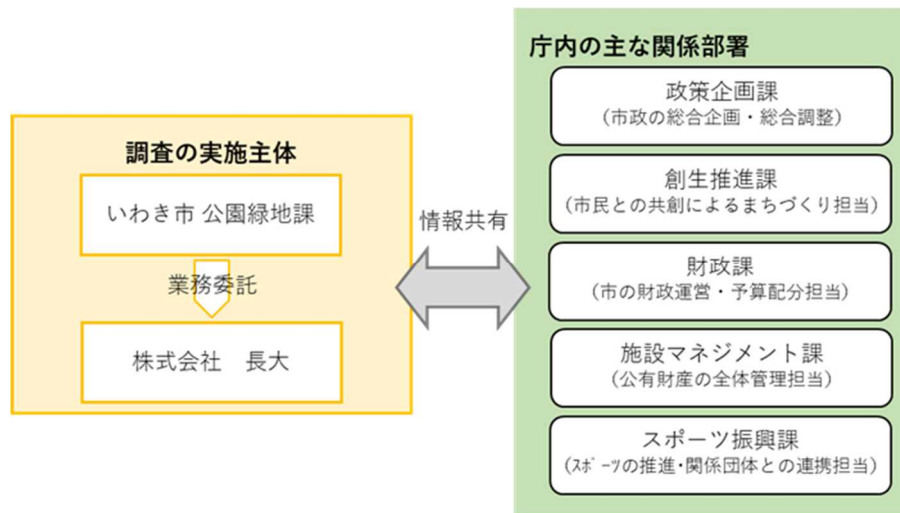 調査の実施主体
いわき市 公園緑地課
業務委託
株式会社　長大
情報共有
庁内の主な関係部署
政策企画課
(市政の総合企画・総合調整)
創生推進課
(市民との共創によるまちづくり担当)
財政課
(市の財政運営・予算配分担当)
施設マネジメント課
(公有財産の全体管理担当)
スポーツ振興課
(ｽﾎﾟｰﾂの推進･関係団体との連携担当)